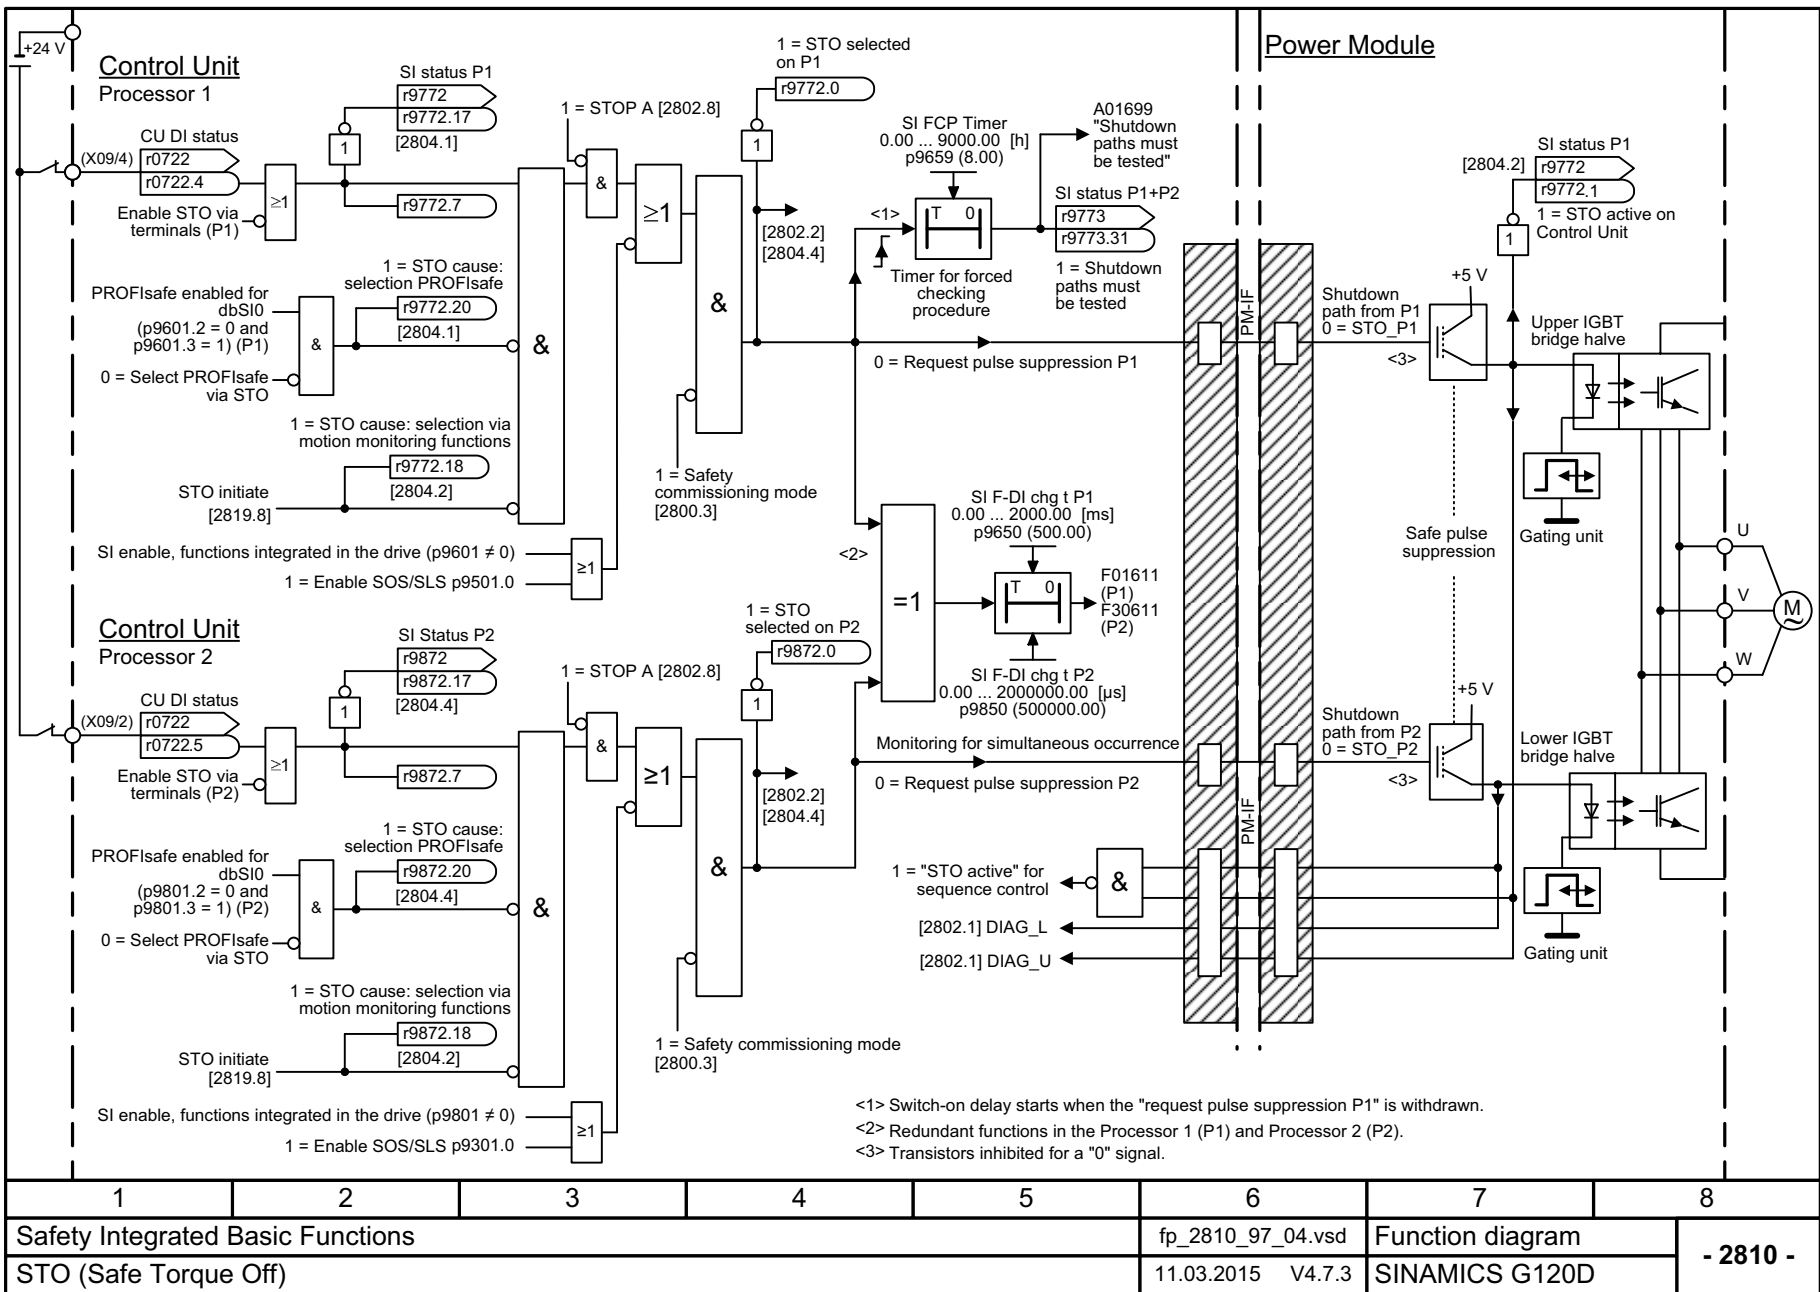 +24 V
Control Unit
Processor 1
CU DI status
(X09/4)
r0722
r0722.4
Enable STO via
terminals (P1)
≥1
SI status P1
r9772
r9772.17
[2804.1]
1
r9772.7
1 = STO cause:
selection PROFIsafe
r9772.20
[2804.1]
PROFIsafe enabled for
dbSI0
(p9601.2 = 0 and
p9601.3 = 1) (P1)
&
0 = Select PROFIsafe
via STO
1 = STO cause: selection via
motion monitoring functions
r9772.18
[2804.2]
STO initiate
[2819.8]
&
SI enable, functions integrated in the drive (p9601 ≠ 0)
1 = Enable SOS/SLS p9501.0
≥1
1 = STOP A [2802.8]
&
≥1
1 = STO selected
on P1
r9772.0
1
[2802.2]
[2804.4]
&
1 = Safety
commissioning mode
[2800.3]
SI FCP Timer
0.00 ... 9000.00 [h]
p9659 (8.00)
<1>
T 0
Timer for forced
checking
procedure
A01699
"Shutdown
paths must
be tested"
SI status P1+P2
r9773
r9773.31
1 = Shutdown
paths must
be tested
0 = Request pulse suppression P1
<2>
=1
SI F-DI chg t P1
0.00 ... 2000.00 [ms]
p9650 (500.00)
T 0
F01611
(P1)
F30611
(P2)
SI F-DI chg t P2
0.00 ... 2000000.00 [µs]
p9850 (500000.00)
Monitoring for simultaneous occurrence
0 = Request pulse suppression P2
PM-IF
PM-IF
Power Module
Shutdown
path from P1
0 = STO_P1
<3>
+5 V
[2804.2]
SI status P1
r9772
r9772.1
1 = STO active on
Control Unit
1
Upper IGBT
bridge halve
Gating unit
Safe pulse
suppression
U
V
W
M
~
Shutdown
path from P2
0 = STO_P2
<3>
+5 V
Lower IGBT
bridge halve
Gating unit
1 = "STO active" for
sequence control
&
[2802.1] DIAG_L
[2802.1] DIAG_U
Control Unit
Processor 2
CU DI status
(X09/2)
r0722
r0722.5
Enable STO via
terminals (P2)
≥1
SI Status P2
r9872
r9872.17
[2804.4]
1
r9872.7
1 = STO cause:
selection PROFIsafe
r9872.20
[2804.4]
PROFIsafe enabled for
dbSI0
(p9801.2 = 0 and
p9801.3 = 1) (P2)
&
0 = Select PROFIsafe
via STO
1 = STO cause: selection via
motion monitoring functions
r9872.18
[2804.2]
STO initiate
[2819.8]
&
SI enable, functions integrated in the drive (p9801 ≠ 0)
1 = Enable SOS/SLS p9301.0
≥1
1 = STOP A [2802.8]
&
≥1
1 = STO
selected on P2
r9872.0
1
[2802.2]
[2804.4]
&
1 = Safety commissioning mode
[2800.3]
<1> Switch-on delay starts when the "request pulse suppression P1" is withdrawn.
<2> Redundant functions in the Processor 1 (P1) and Processor 2 (P2).
<3> Transistors inhibited for a "0" signal.
1 2 3 4 5 6 7 8
Safety Integrated Basic Functions
STO (Safe Torque Off)
fp_2810_97_04.vsd
11.03.2015 V4.7.3
Function diagram
SINAMICS G120D
- 2810 -